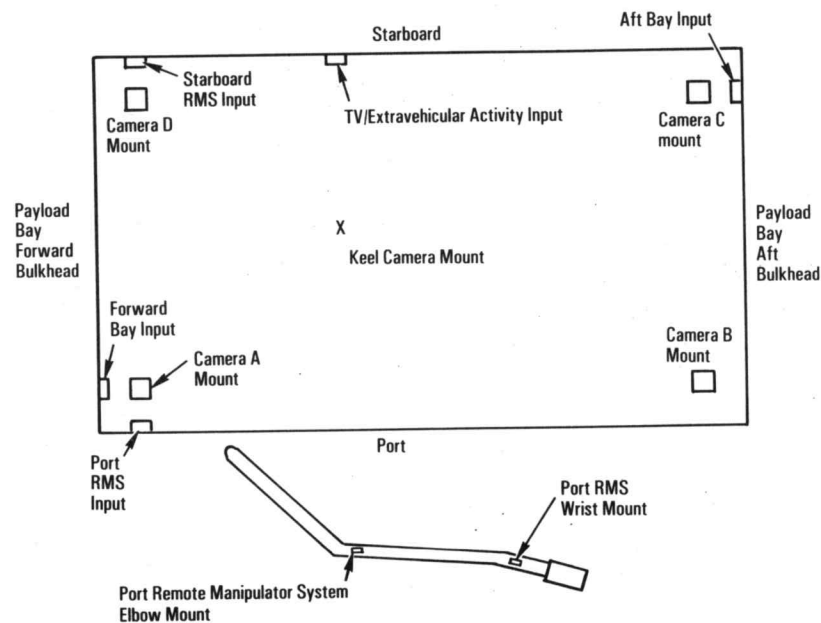 Starboard
Aft Bay Input
Starboard
RMS Input
TV/Extravehicular Activity Input
Camera D
Mount
Camera C
mount
Payload
Bay
Forward
Bulkhead
X
Keel Camera Mount
Payload
Bay
Aft
Bulkhead
Forward
Bay Input
Camera A
Mount
Camera B
Mount
Port
RMS
Input
Port
Port RMS
Wrist Mount
Port Remote Manipulator System
Elbow Mount